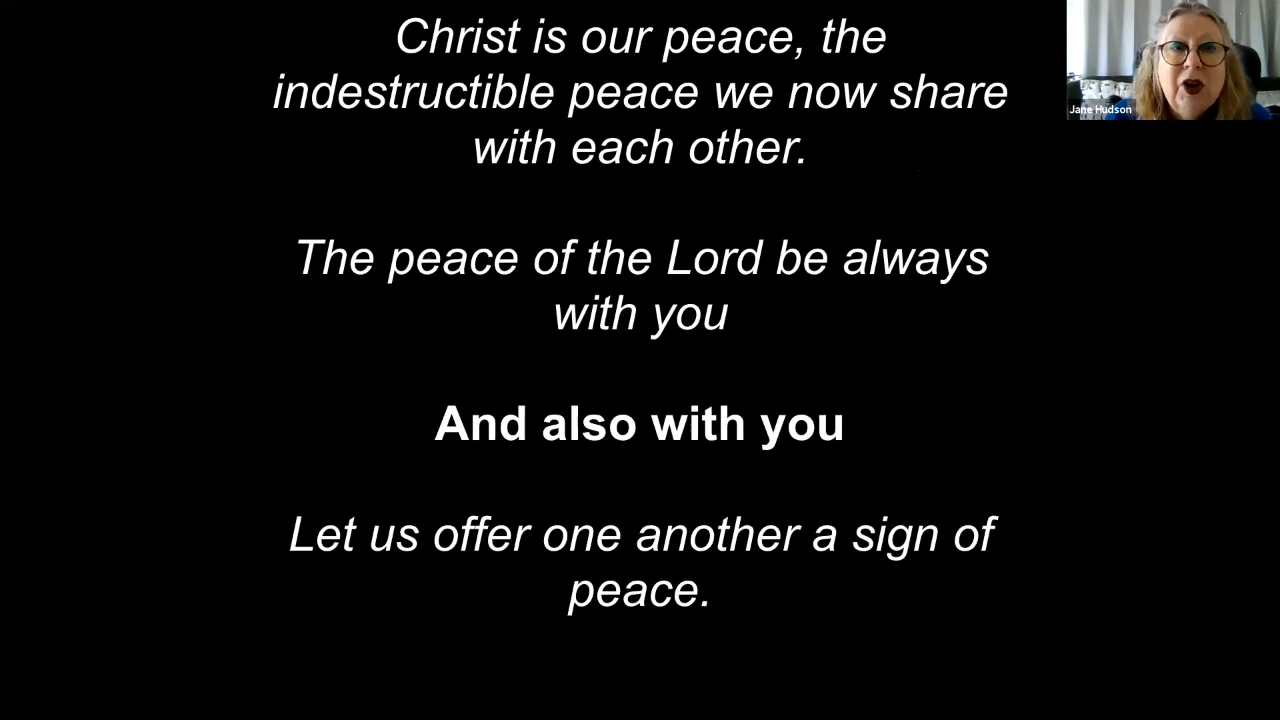 Christ is our peace, the
indestructible peace we now share
with each other.
The peace of the Lord be always
with you
And also with you
Let us offer one another a sign of
peace.
Jane Hudson